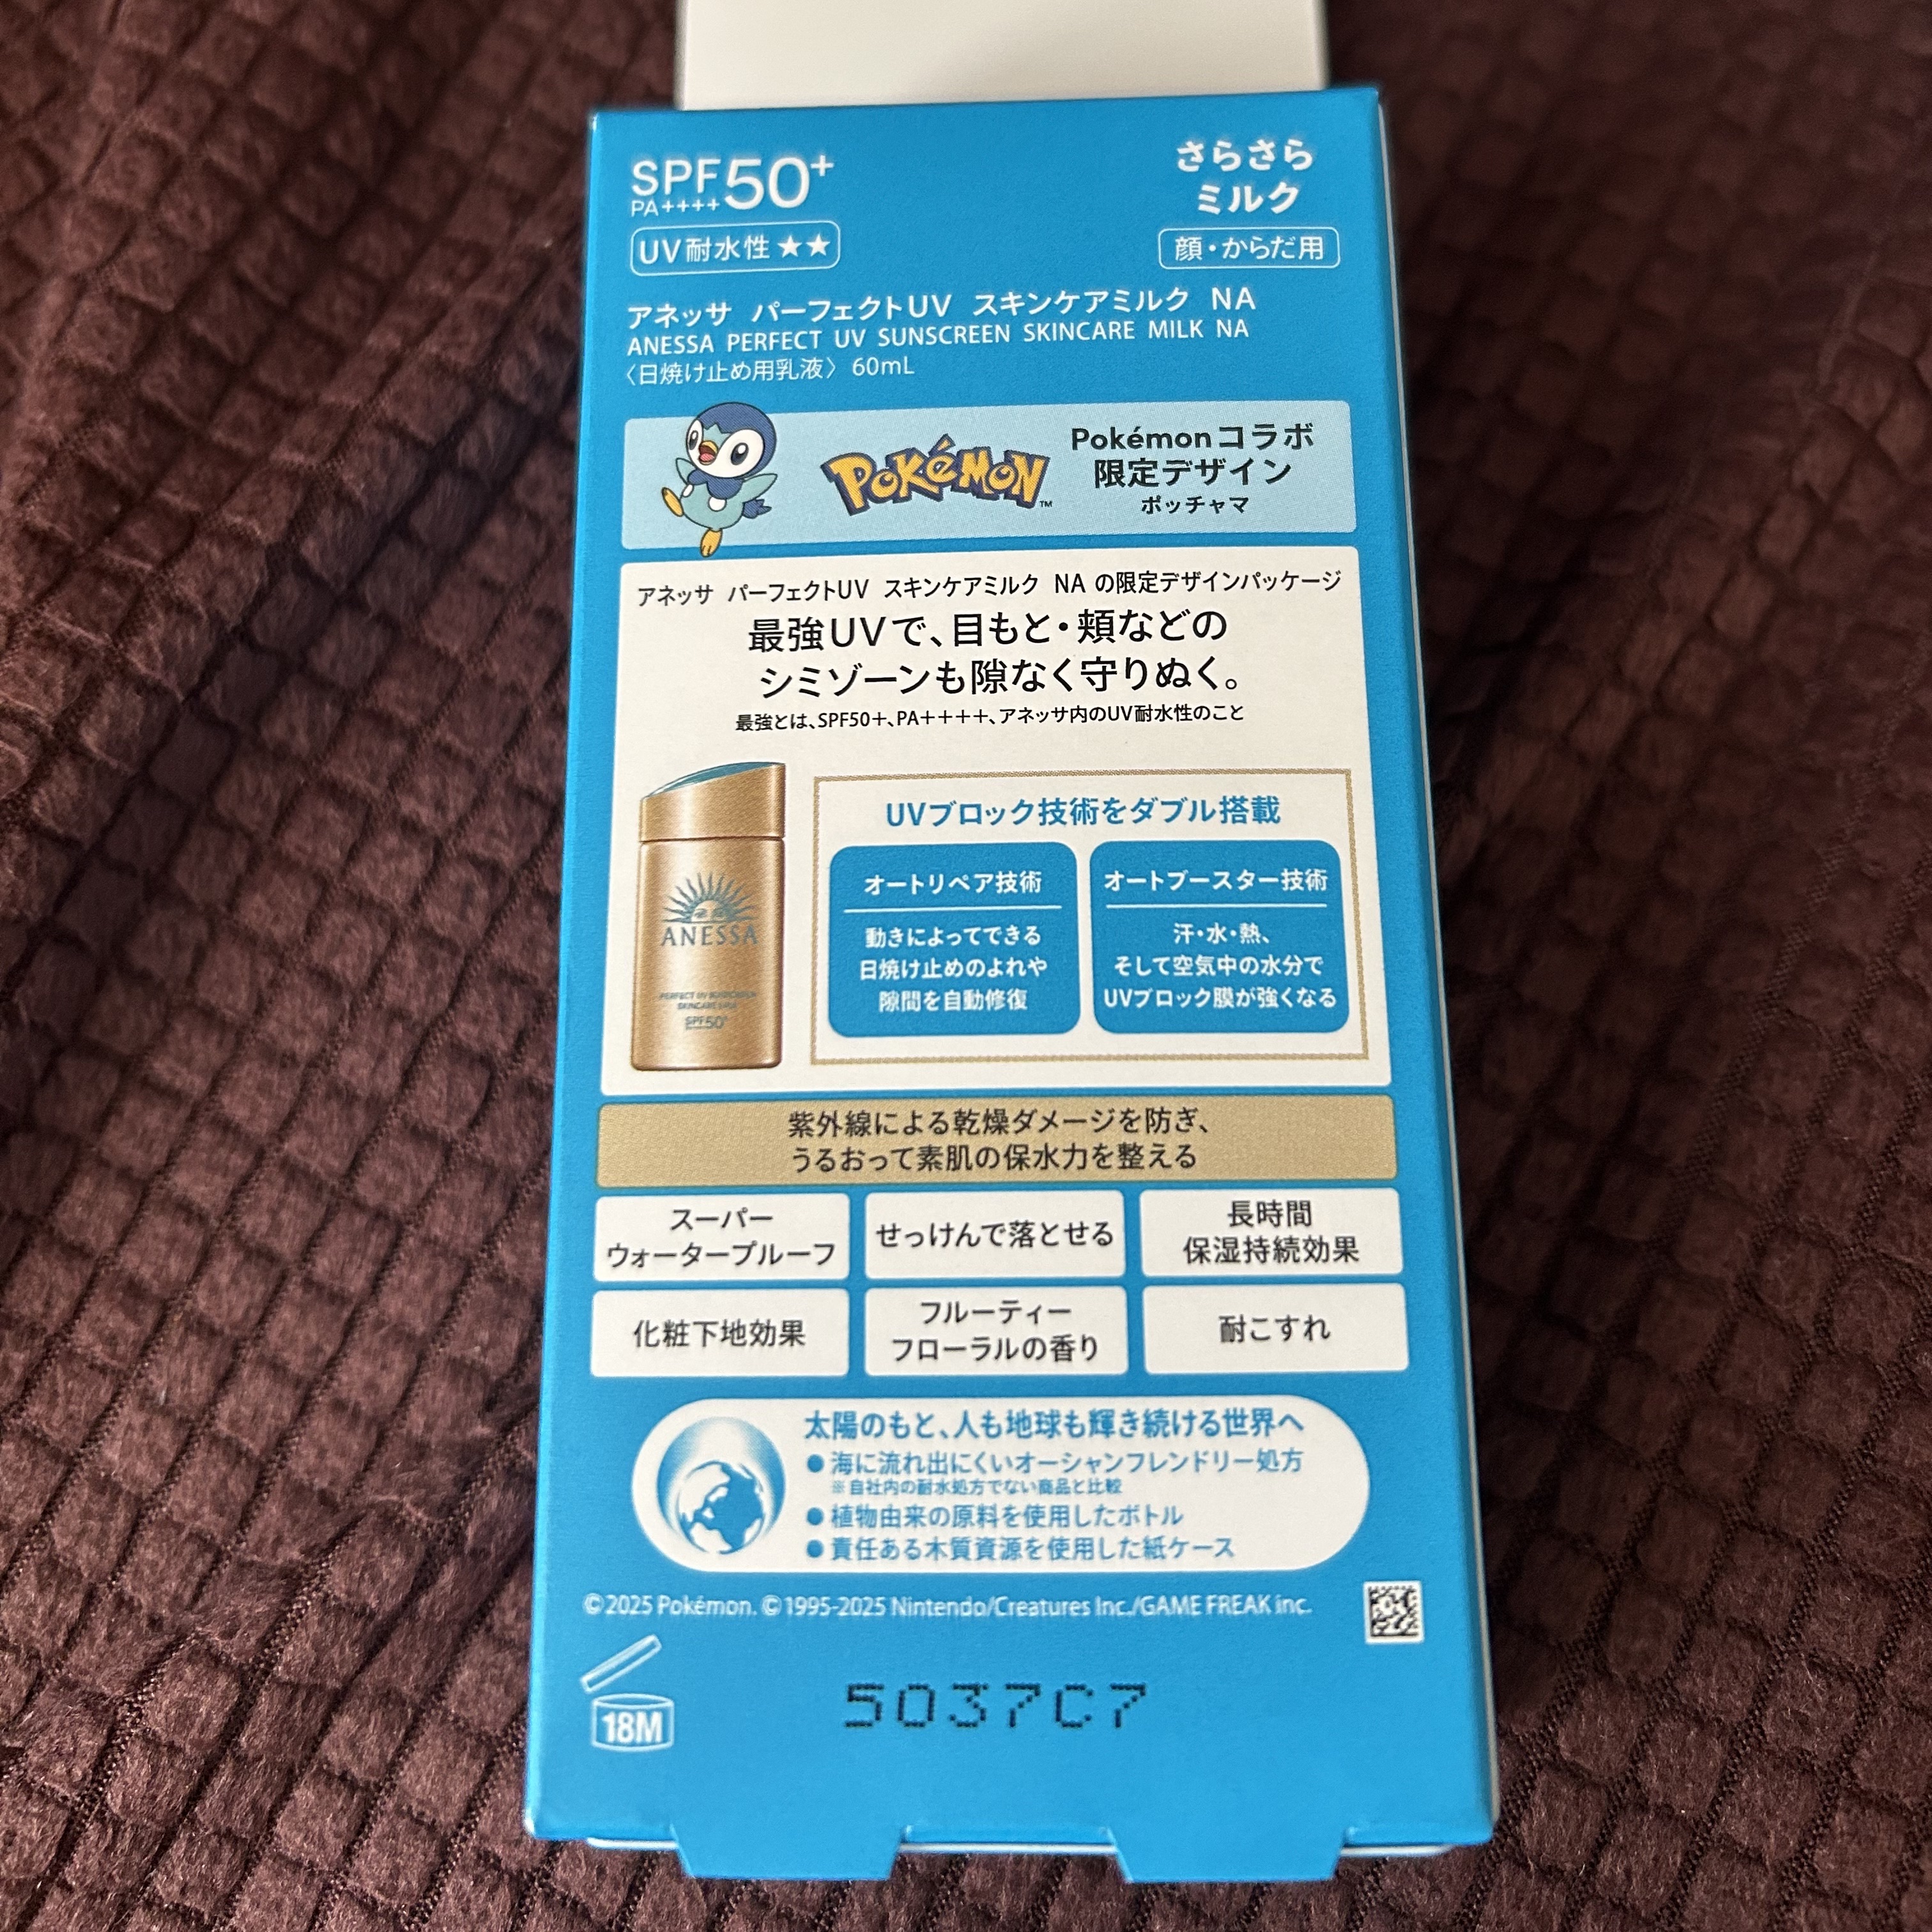 SPF50+
PA++++
UV耐水性★★
さらさら
ミルク
顔・からだ用
アネッサ パーフェクトUV スキンケアミルク NA
ANESSA PERFECT UV SUNSCREEN SKINCARE MILK NA
〈日焼け止め用乳液〉 60mL
POKéMON™
Pokémonコラボ
限定デザイン
ポッチャマ
アネッサ パーフェクトUV スキンケアミルク NA の限定デザインパッケージ
最強UVで、目もと・頬などの
シミゾーンも隙なく守りぬく。
最強とは、SPF50+、PA++++、アネッサ内のUV耐水性のこと
ANESSA
PERFECT UV SUNSCREEN
SKINCARE MILK
SPF50+
UVブロック技術をダブル搭載
オートリペア技術
動きによってできる
日焼け止めのよれや
隙間を自動修復
オートブースター技術
汗・水・熱、
そして空気中の水分で
UVブロック膜が強くなる
紫外線による乾燥ダメージを防ぎ、
うるおって素肌の保水力を整える
スーパー
ウォータープルーフ
せっけんで落とせる
長時間
保湿持続効果
化粧下地効果
フルーティー
フローラルの香り
耐こすれ
太陽のもと、人も地球も輝き続ける世界へ
●海に流れ出にくいオーシャンフレンドリー処方
※自社内の耐水処方でない商品と比較
●植物由来の原料を使用したボトル
●責任ある木質資源を使用した紙ケース
©2025 Pokémon. ©1995-2025 Nintendo/Creatures Inc./GAME FREAK inc.
18M
5037C7